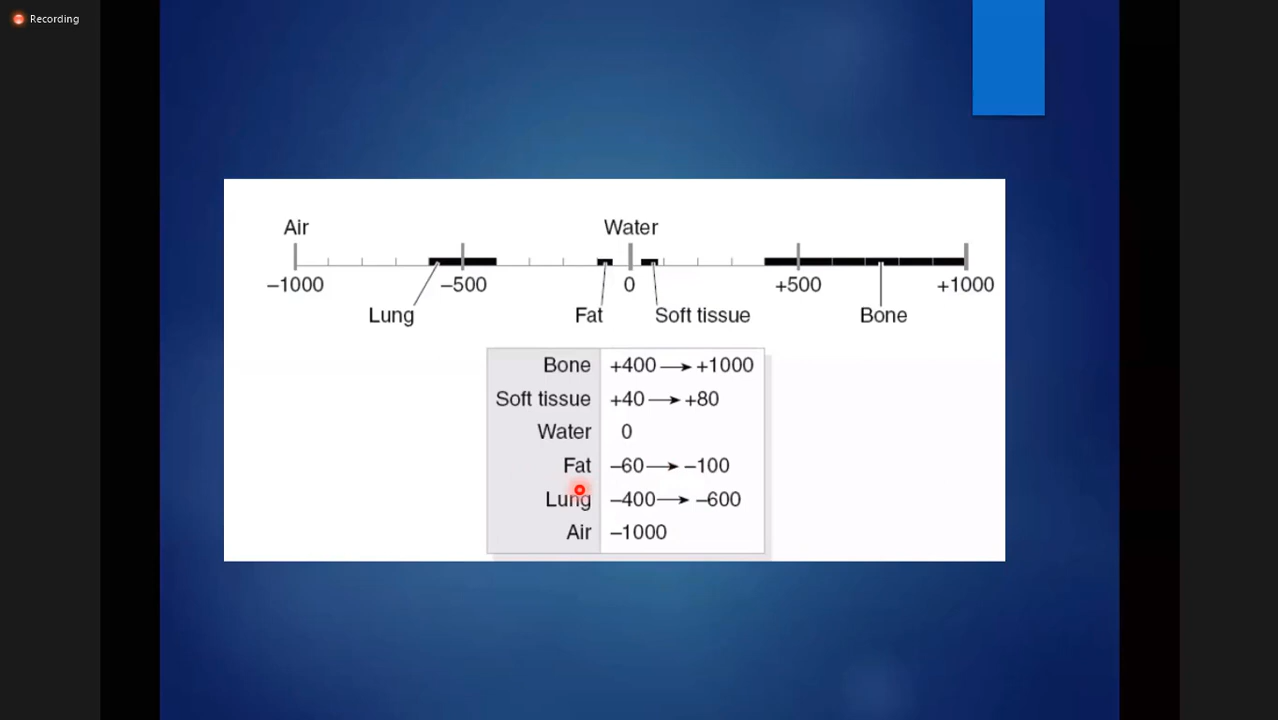 Recording
Air Water
–1000 –500 0 +500 +1000
Lung Fat Soft tissue Bone
Bone +400 → +1000
Soft tissue +40 → +80
Water 0
Fat –60 → –100
Lung –400 → –600
Air –1000